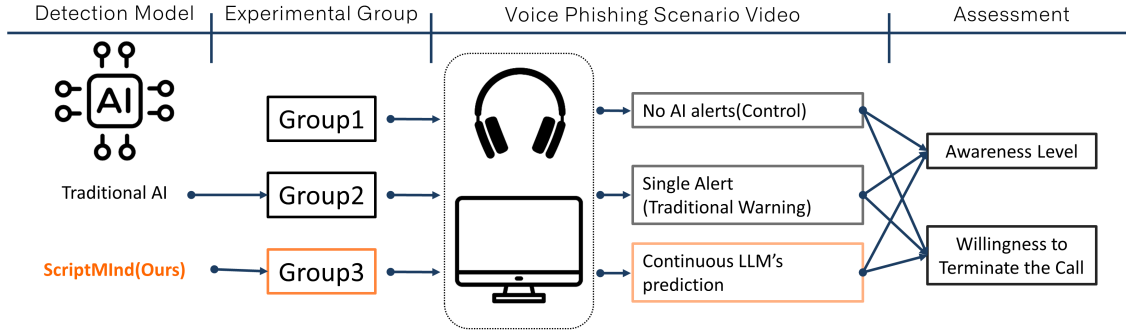 Detection Model
Experimental Group
Voice Phishing Scenario Video
Assessment
AI
Group1
No AI alerts(Control)
Awareness Level
Traditional AI
Group2
Single Alert
(Traditional Warning)
Willingness to
Terminate the Call
ScriptMInd(Ours)
Group3
Continuous LLM's
prediction